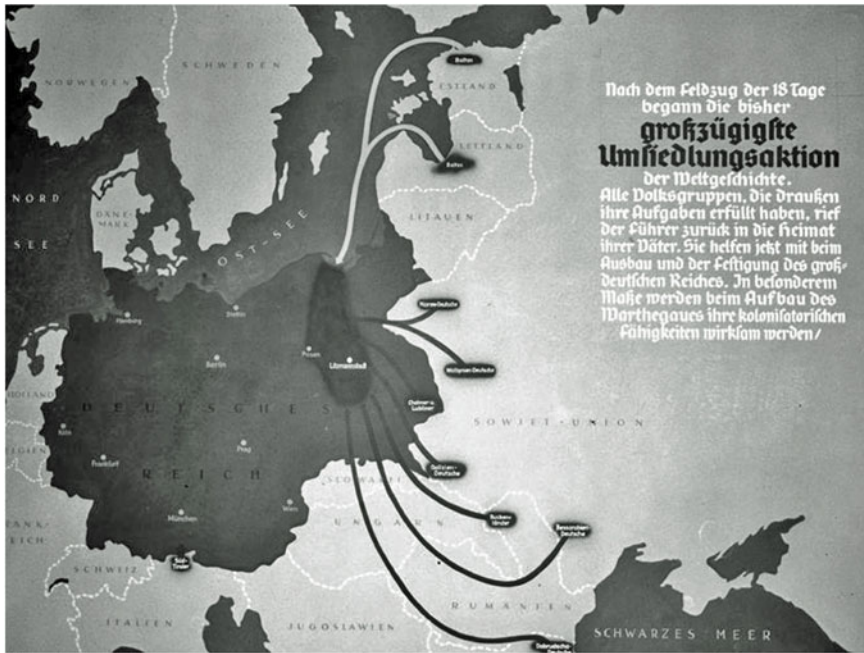 NORWEGEN
SCHWEDEN
Balten
ESTLAND
LETTLAND
Balten
LITAUEN
NORD
SEE
DÄNE-
MARK
OST-SEE
Nach dem Feldzug der 18 Tage
begann die bisher
großzügigste
Umsiedlungsaktion
der Weltgeschichte.
Alle Volksgruppen, die draußen
ihre Aufgaben erfüllt haben, rief
der Führer zurück in die Heimat
ihrer Väter. Sie helfen jetzt mit beim
Ausbau und der Festigung des groß-
deutschen Reiches. In besonderem
Maße werden beim Aufbau des
Warthegaues ihre kolonisatorischen
Fähigkeiten wirksam werden/
Hamburg
Stettin
Berlin
Posen
Litzmannstadt
Narew-Deutsche
Wolhynien-Deutsche
Cholmer u.
Lubliner
Galizien-
Deutsche
HOLLAND
DEUTSCHES
REICH
SOWJET-UNION
Köln
Frankfurt
Prag
München
Wien
SLOWAKEI
UNGARN
Buchen-
länder
Bessarabien-
Deutsche
SCHWEIZ
Süd-
Tiroler
ITALIEN
JUGOSLAWIEN
RUMÄNIEN
Dobrudscha-
Deutsche
SCHWARZES MEER